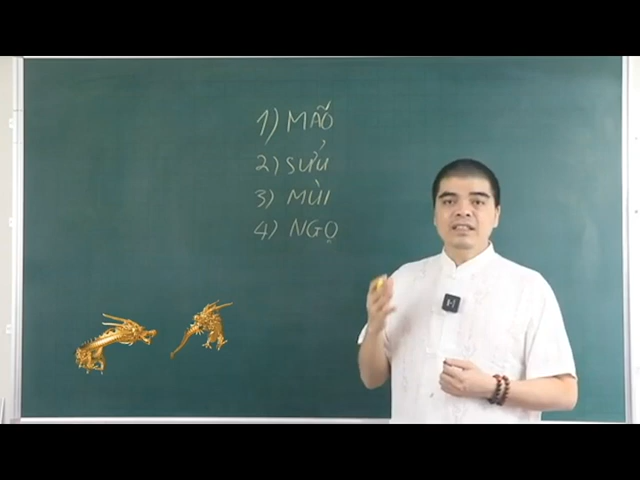 1) MÃO
2) SỬU
3) MÙI
4) NGỌ